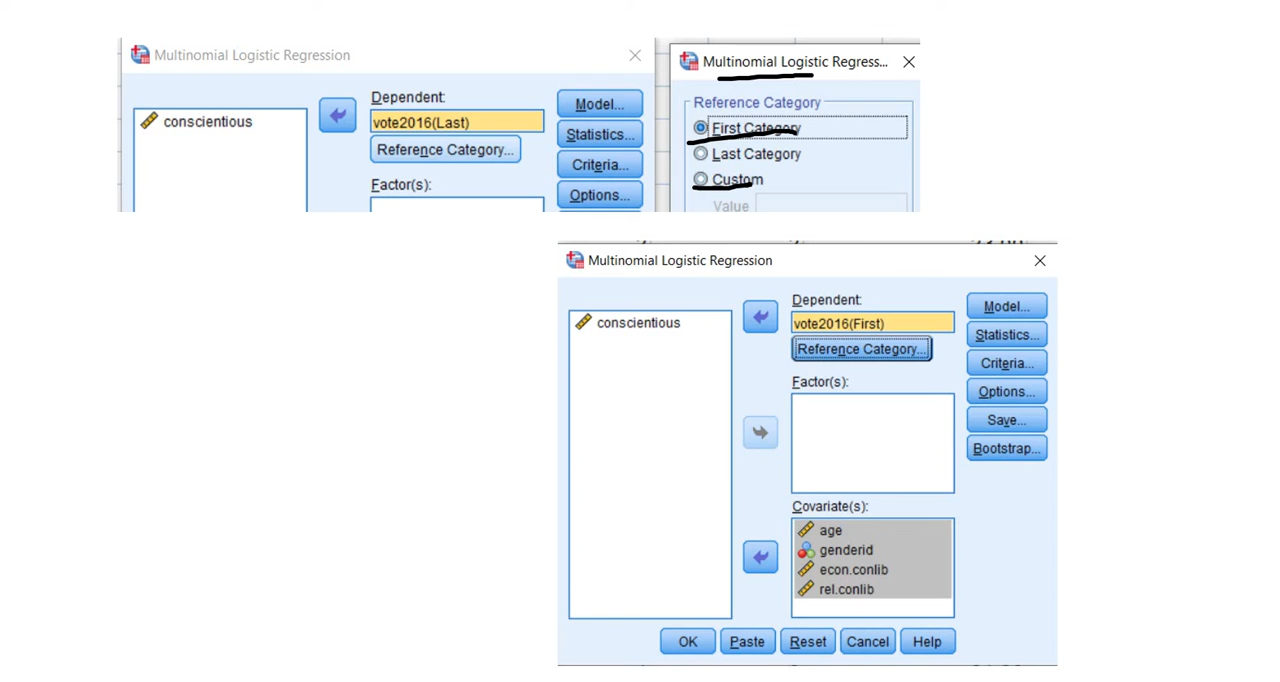 Multinomial Logistic Regression
conscientious
Dependent:
vote2016(Last)
Reference Category...
Factor(s):
Model...
Statistics...
Criteria...
Options...
Multinomial Logistic Regress...
Reference Category
First Category
Last Category
Custom
Value
Multinomial Logistic Regression
conscientious
Dependent:
vote2016(First)
Reference Category...
Factor(s):
Covariate(s):
age
genderid
econ.conlib
rel.conlib
Model...
Statistics...
Criteria...
Options...
Save...
Bootstrap...
OK Paste Reset Cancel Help